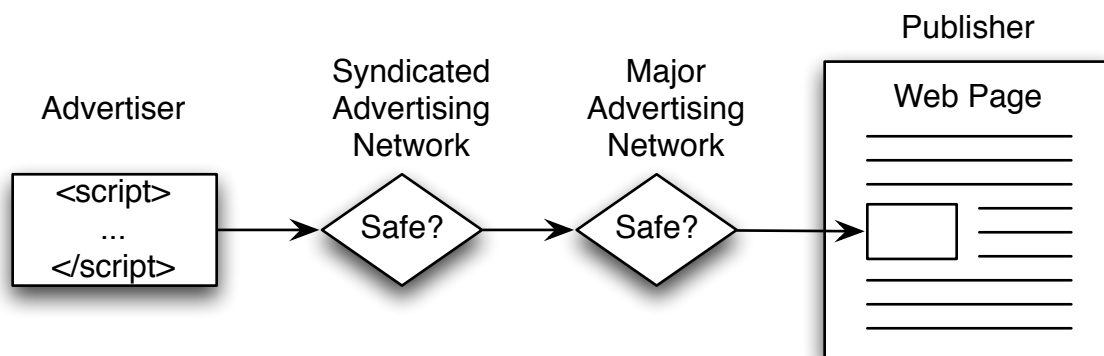 Advertiser
<script>
...
</script>
Syndicated
Advertising
Network
Safe?
Major
Advertising
Network
Safe?
Publisher
Web Page